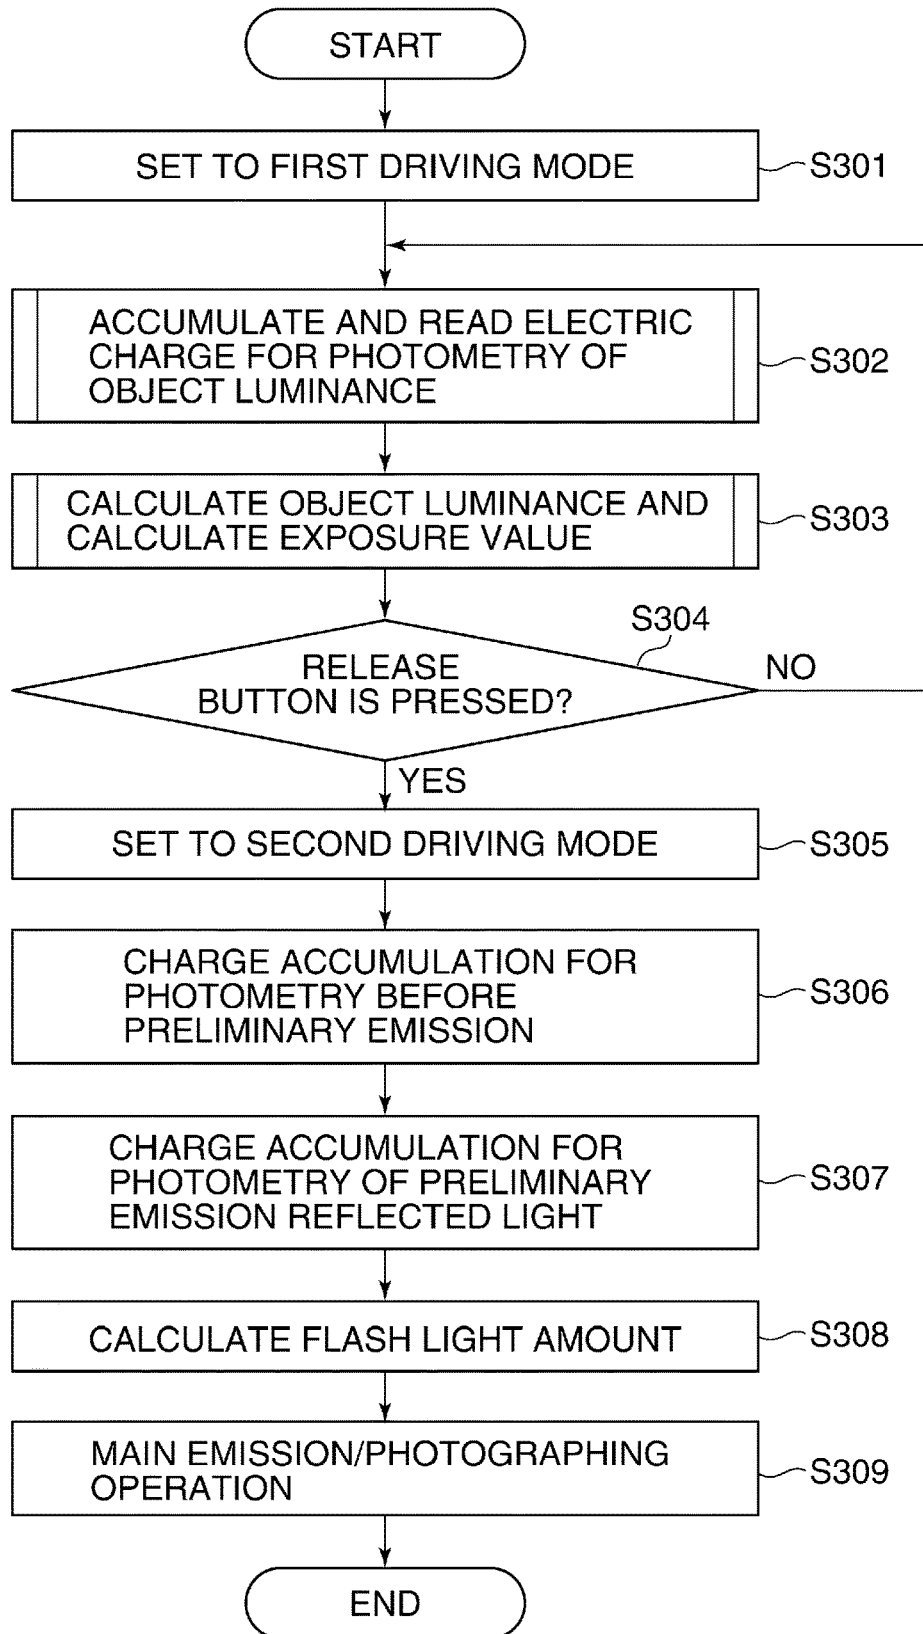 START
SET TO FIRST DRIVING MODE
S301
ACCUMULATE AND READ ELECTRIC
CHARGE FOR PHOTOMETRY OF
OBJECT LUMINANCE
S302
CALCULATE OBJECT LUMINANCE AND
CALCULATE EXPOSURE VALUE
S303
S304
RELEASE
BUTTON IS PRESSED?
NO
YES
SET TO SECOND DRIVING MODE
S305
CHARGE ACCUMULATION FOR
PHOTOMETRY BEFORE
PRELIMINARY EMISSION
S306
CHARGE ACCUMULATION FOR
PHOTOMETRY OF PRELIMINARY
EMISSION REFLECTED LIGHT
S307
CALCULATE FLASH LIGHT AMOUNT
S308
MAIN EMISSION/PHOTOGRAPHING
OPERATION
S309
END